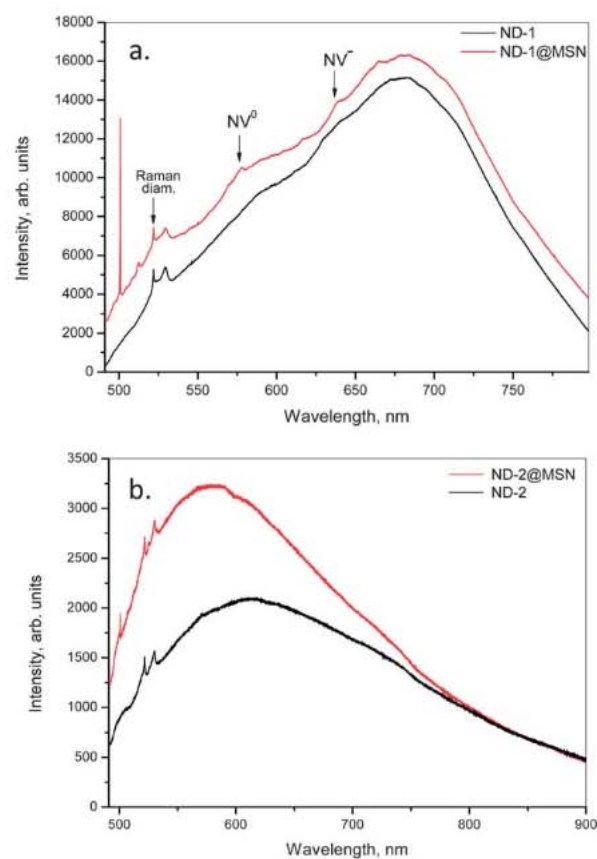 a.
ND-1
ND-1@MSN
NV⁰
NV⁻
Raman
diam.
Intensity, arb. units
18000
16000
14000
12000
10000
8000
6000
4000
2000
0
500 550 600 650 700 750
Wavelength, nm
b.
ND-2@MSN
ND-2
Intensity, arb. units
3500
3000
2500
2000
1500
1000
500
0
500 600 700 800 900
Wavelength, nm